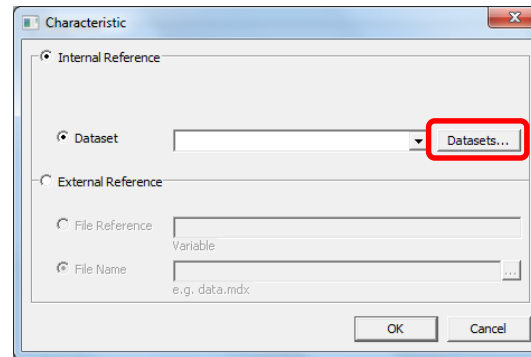 Characteristic
Internal Reference
Dataset
Datasets...
External Reference
File Reference
Variable
File Name
...
e.g. data.mdx
OK Cancel